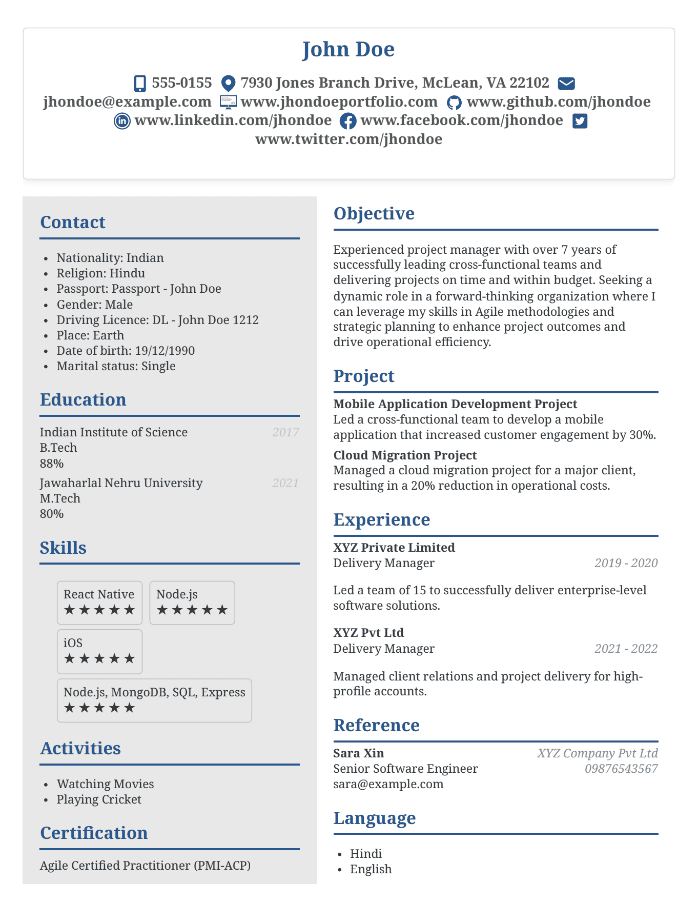 John Doe
555-0155 7930 Jones Branch Drive, McLean, VA 22102
jhondoe@example.com www.jhondoeportfolio.com www.github.com/jhondoe
www.linkedin.com/jhondoe www.facebook.com/jhondoe
www.twitter.com/jhondoe
Contact
• Nationality: Indian
• Religion: Hindu
• Passport: Passport - John Doe
• Gender: Male
• Driving Licence: DL - John Doe 1212
• Place: Earth
• Date of birth: 19/12/1990
• Marital status: Single
Education
Indian Institute of Science 2017
B.Tech
88%
Jawaharlal Nehru University 2021
M.Tech
80%
Skills
React Native Node.js
★★★★★ ★★★★★
iOS
★★★★★
Node.js, MongoDB, SQL, Express
★★★★★
Activities
• Watching Movies
• Playing Cricket
Certification
Agile Certified Practitioner (PMI-ACP)
Objective
Experienced project manager with over 7 years of
successfully leading cross-functional teams and
delivering projects on time and within budget. Seeking a
dynamic role in a forward-thinking organization where I
can leverage my skills in Agile methodologies and
strategic planning to enhance project outcomes and
drive operational efficiency.
Project
Mobile Application Development Project
Led a cross-functional team to develop a mobile
application that increased customer engagement by 30%.
Cloud Migration Project
Managed a cloud migration project for a major client,
resulting in a 20% reduction in operational costs.
Experience
XYZ Private Limited
Delivery Manager 2019 - 2020
Led a team of 15 to successfully deliver enterprise-level
software solutions.
XYZ Pvt Ltd
Delivery Manager 2021 - 2022
Managed client relations and project delivery for high-
profile accounts.
Reference
Sara Xin XYZ Company Pvt Ltd
Senior Software Engineer 09876543567
sara@example.com
Language
• Hindi
• English